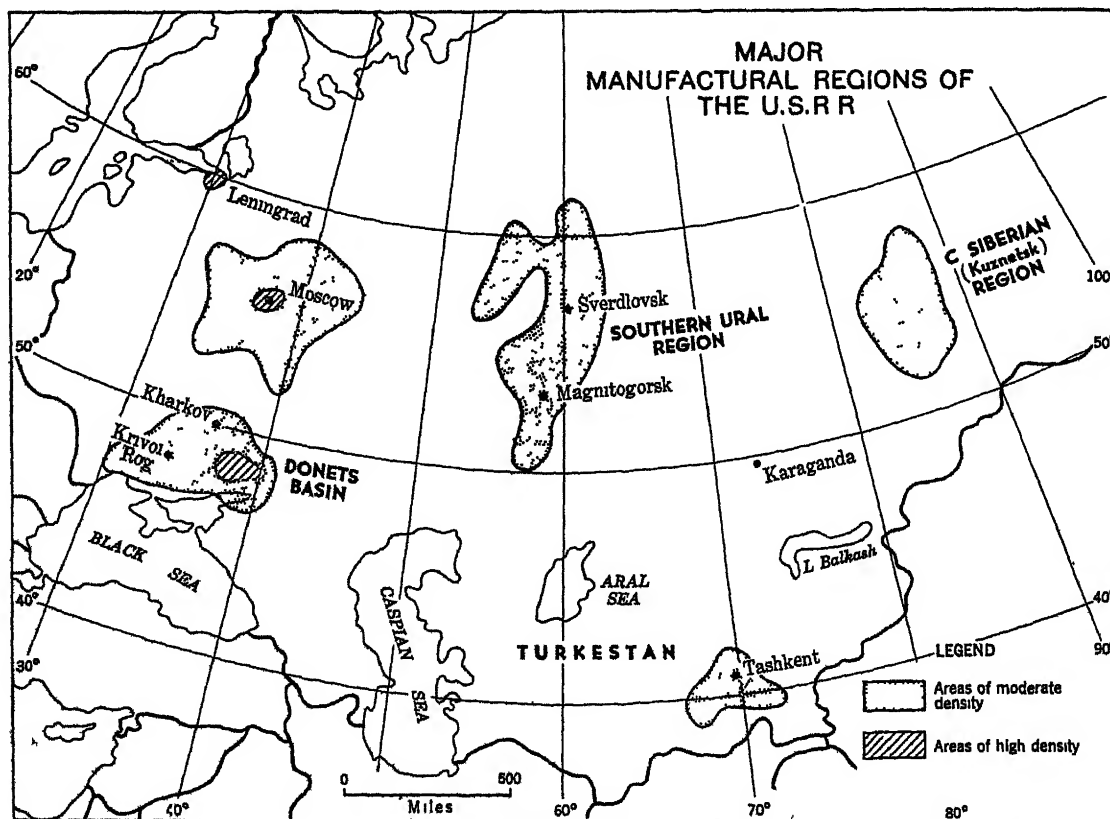 MAJOR
MANUFACTURAL REGIONS OF
THE U.S.R R
60°
Leningrad
20°
Moscow
Sverdlovsk
SOUTHERN URAL
REGION
C SIBERIAN
(Kuznetsk)
REGION
100°
50°
50°
Magnitogorsk
Kharkov
Krivoi
Rog
DONETS
BASIN
Karaganda
BLACK
SEA
L Balkash
ARAL
SEA
CASPIAN
SEA
40°
40°
TURKESTAN
Tashkent
30°
90°
LEGEND
Areas of moderate
density
Areas of high density
0 500
Miles
40°
60°
70°
80°